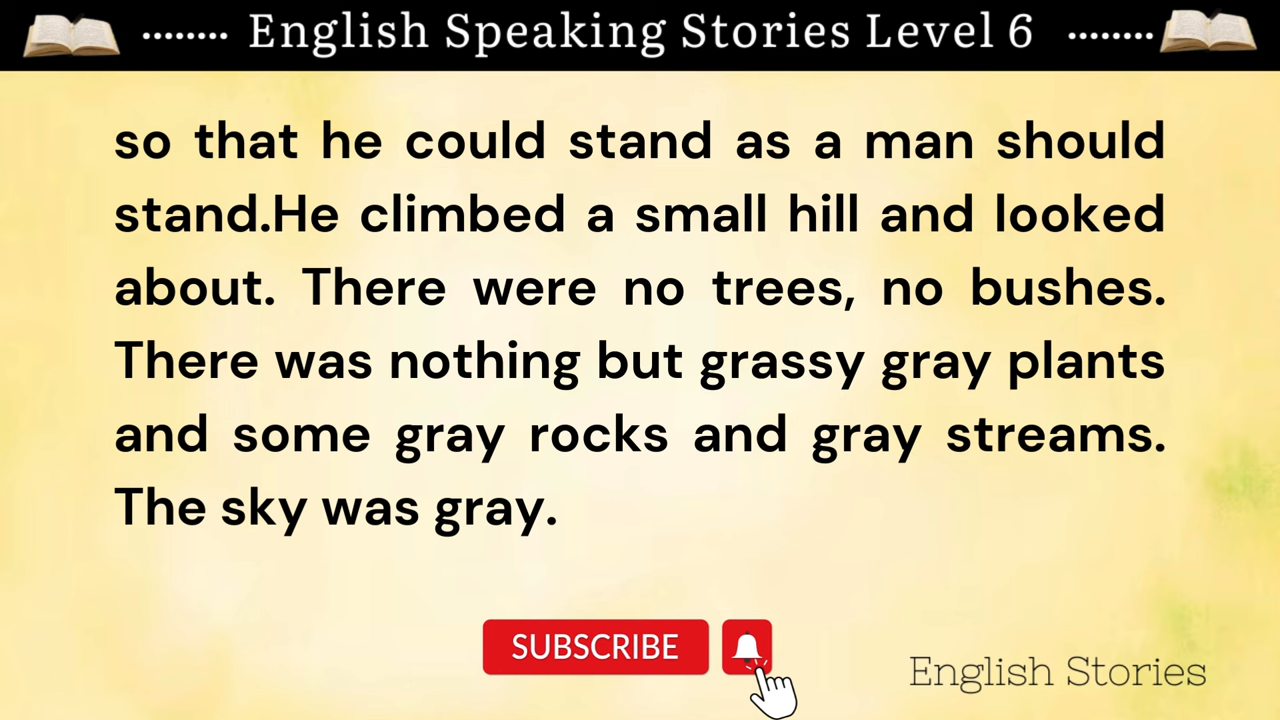 English Speaking Stories Level 6
so that he could stand as a man should
stand.He climbed a small hill and looked
about. There were no trees, no bushes.
There was nothing but grassy gray plants
and some gray rocks and gray streams.
The sky was gray.
SUBSCRIBE
English Stories